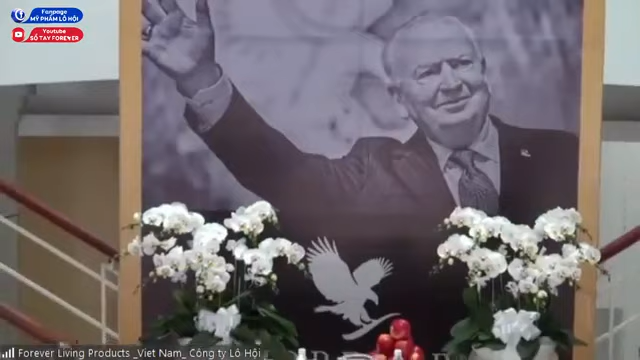 Fanpage
MỸ PHẨM LÔ HỘI
Youtube
SỔ TAY FOREVER
Forever Living Products _Viet Nam_ Công ty Lô Hội